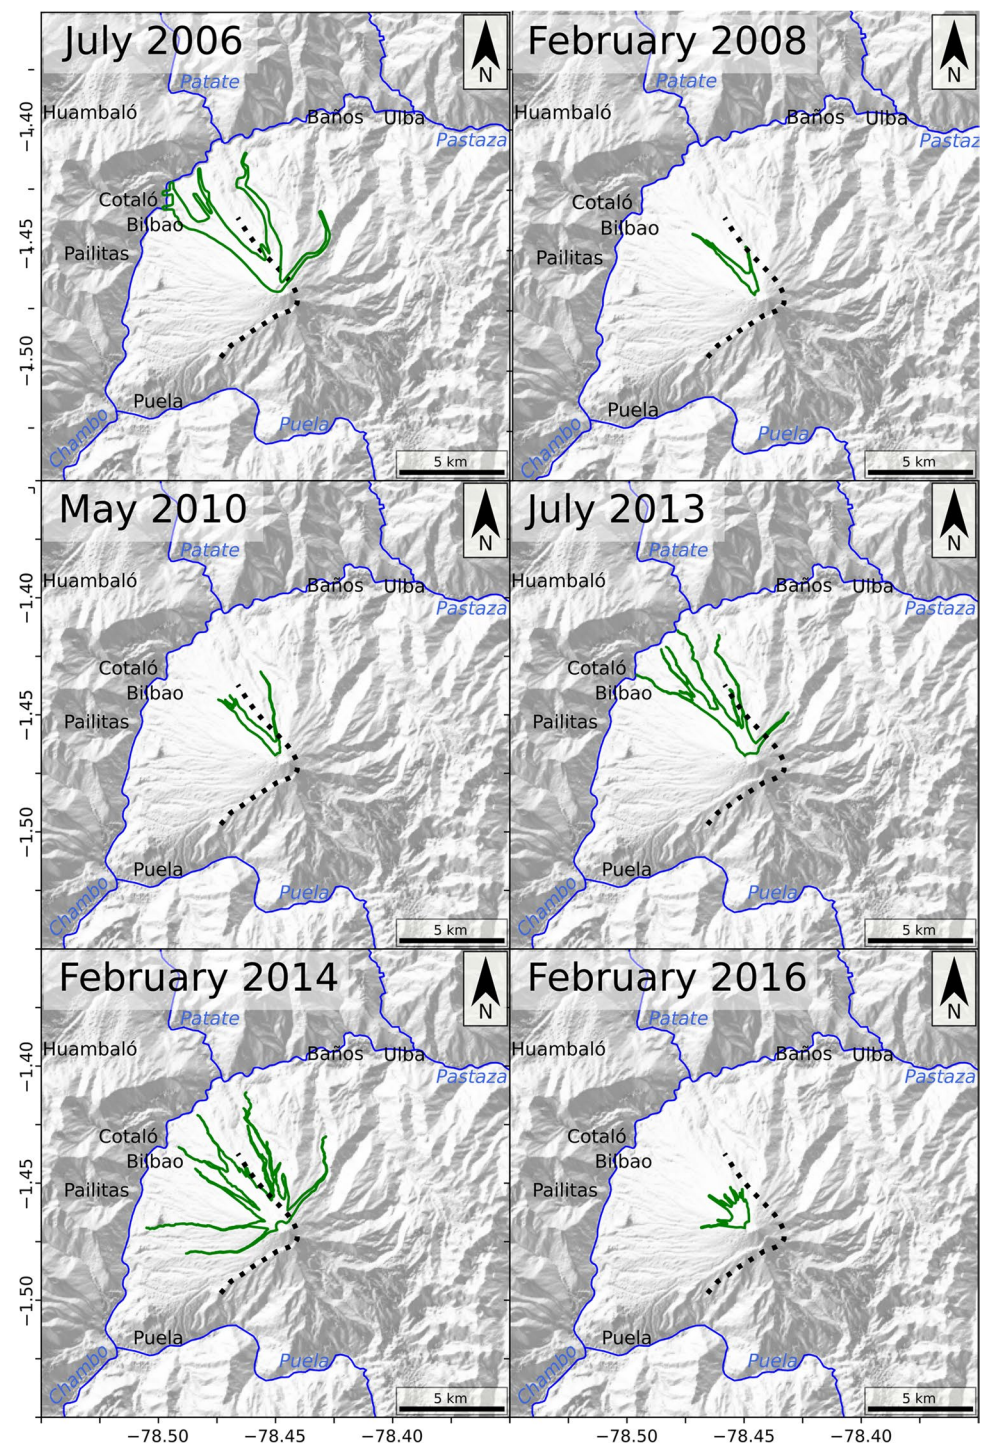 July 2006
N
Patate
−1.40
Huambaló
Baños
Ulba
Pastaza
Cotaló
Bilbao
−1.45
Pailitas
−1.50
Puela
Chambo
Puela
5 km
February 2008
N
Patate
Huambaló
Baños
Ulba
Pastaz
Cotaló
Bilbao
Pailitas
Puela
Chambo
Puela
5 km
May 2010
N
Patate
−1.40
Huambaló
Baños
Ulba
Pastaza
Cotaló
Bilbao
−1.45
Pailitas
−1.50
Puela
Chambo
Puela
5 km
July 2013
N
Patate
Huambaló
Baños
Ulba
Pastaza
Cotaló
Bilbao
Pailitas
Puela
Chambo
Puela
5 km
February 2014
N
Patate
−1.40
Huambaló
Baños
Ulba
Pastaza
Cotaló
Bilbao
−1.45
Pailitas
−1.50
Puela
Chambo
Puela
5 km
−78.50
−78.45
−78.40
February 2016
N
Patate
Huambaló
Baños
Ulba
Pastaza
Cotaló
Bilbao
Pailitas
Puela
Chambo
Puela
5 km
−78.50
−78.45
−78.40